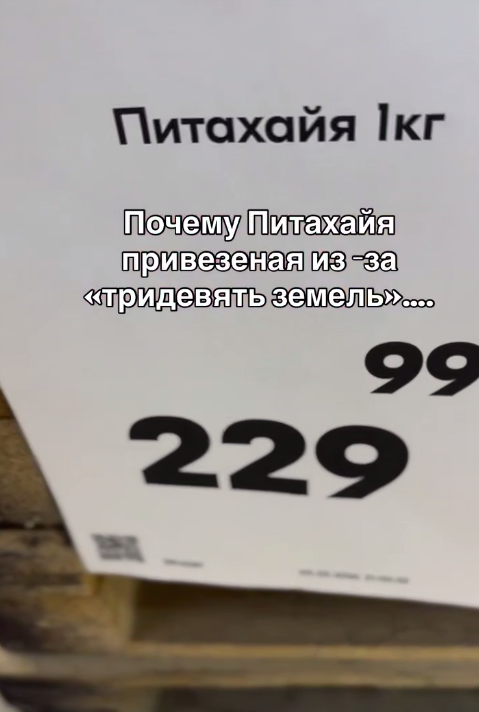 Питахайя 1кг
Почему Питахайя
привезеная из -за
«тридевять земель»....
99
229